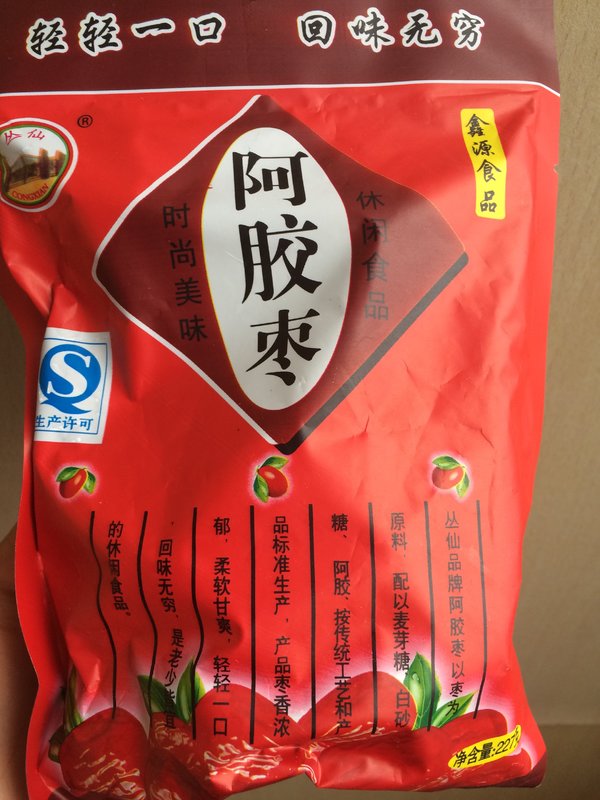 轻轻一口 回味无穷
丛仙
CONGXIAN
®
鑫源食品
阿胶枣
时尚美味
休闲食品
生产许可
丛仙品牌阿胶枣以枣为
原料，配以麦芽糖、白砂
糖、阿胶、按传统工艺和产
品标准生产，产品枣香浓
郁，柔软甘爽，轻轻一口
，回味无穷，是老少皆宜
的休闲食品。
净含量:227